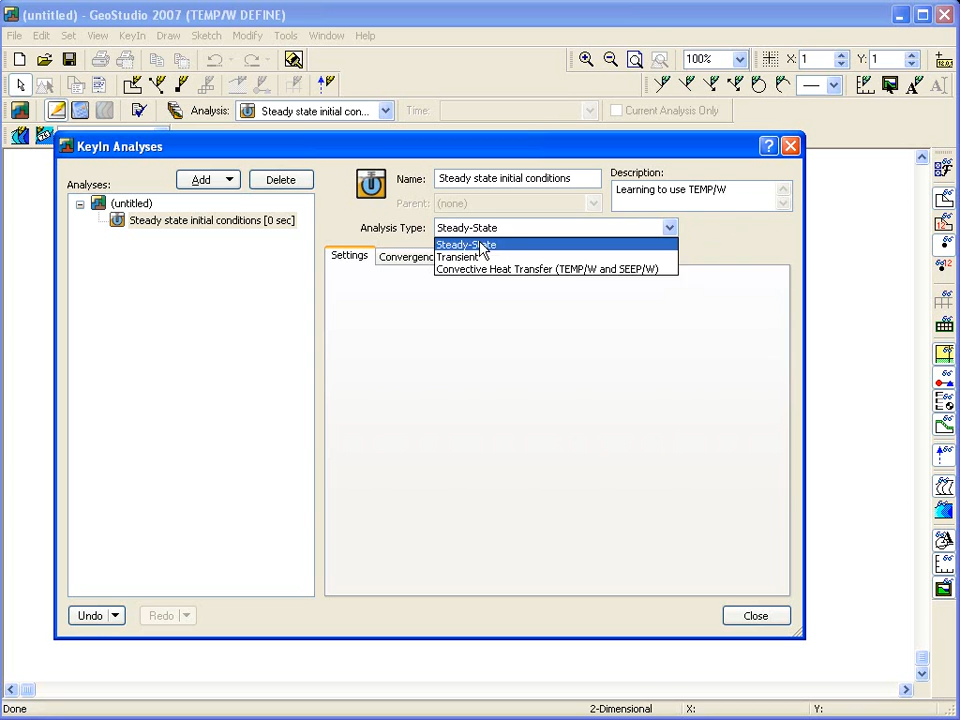 (untitled) - GeoStudio 2007 (TEMP/W DEFINE)
File Edit Set View KeyIn Draw Sketch Modify Tools Window Help
100% X: 1 Y: 1
Analysis: Steady state initial con... Time: Current Analysis Only
KeyIn Analyses:
Analyses: Add Delete
(untitled)
Steady state initial conditions [0 sec]
Name: Steady state initial conditions
Description:
Learning to use TEMP/W
Parent: (none)
Analysis Type: Steady-State
Steady-State
Transient
Convective Heat Transfer (TEMP/W and SEEP/W)
Settings Convergenc
Undo Redo Close
Done 2-Dimensional X: Y: